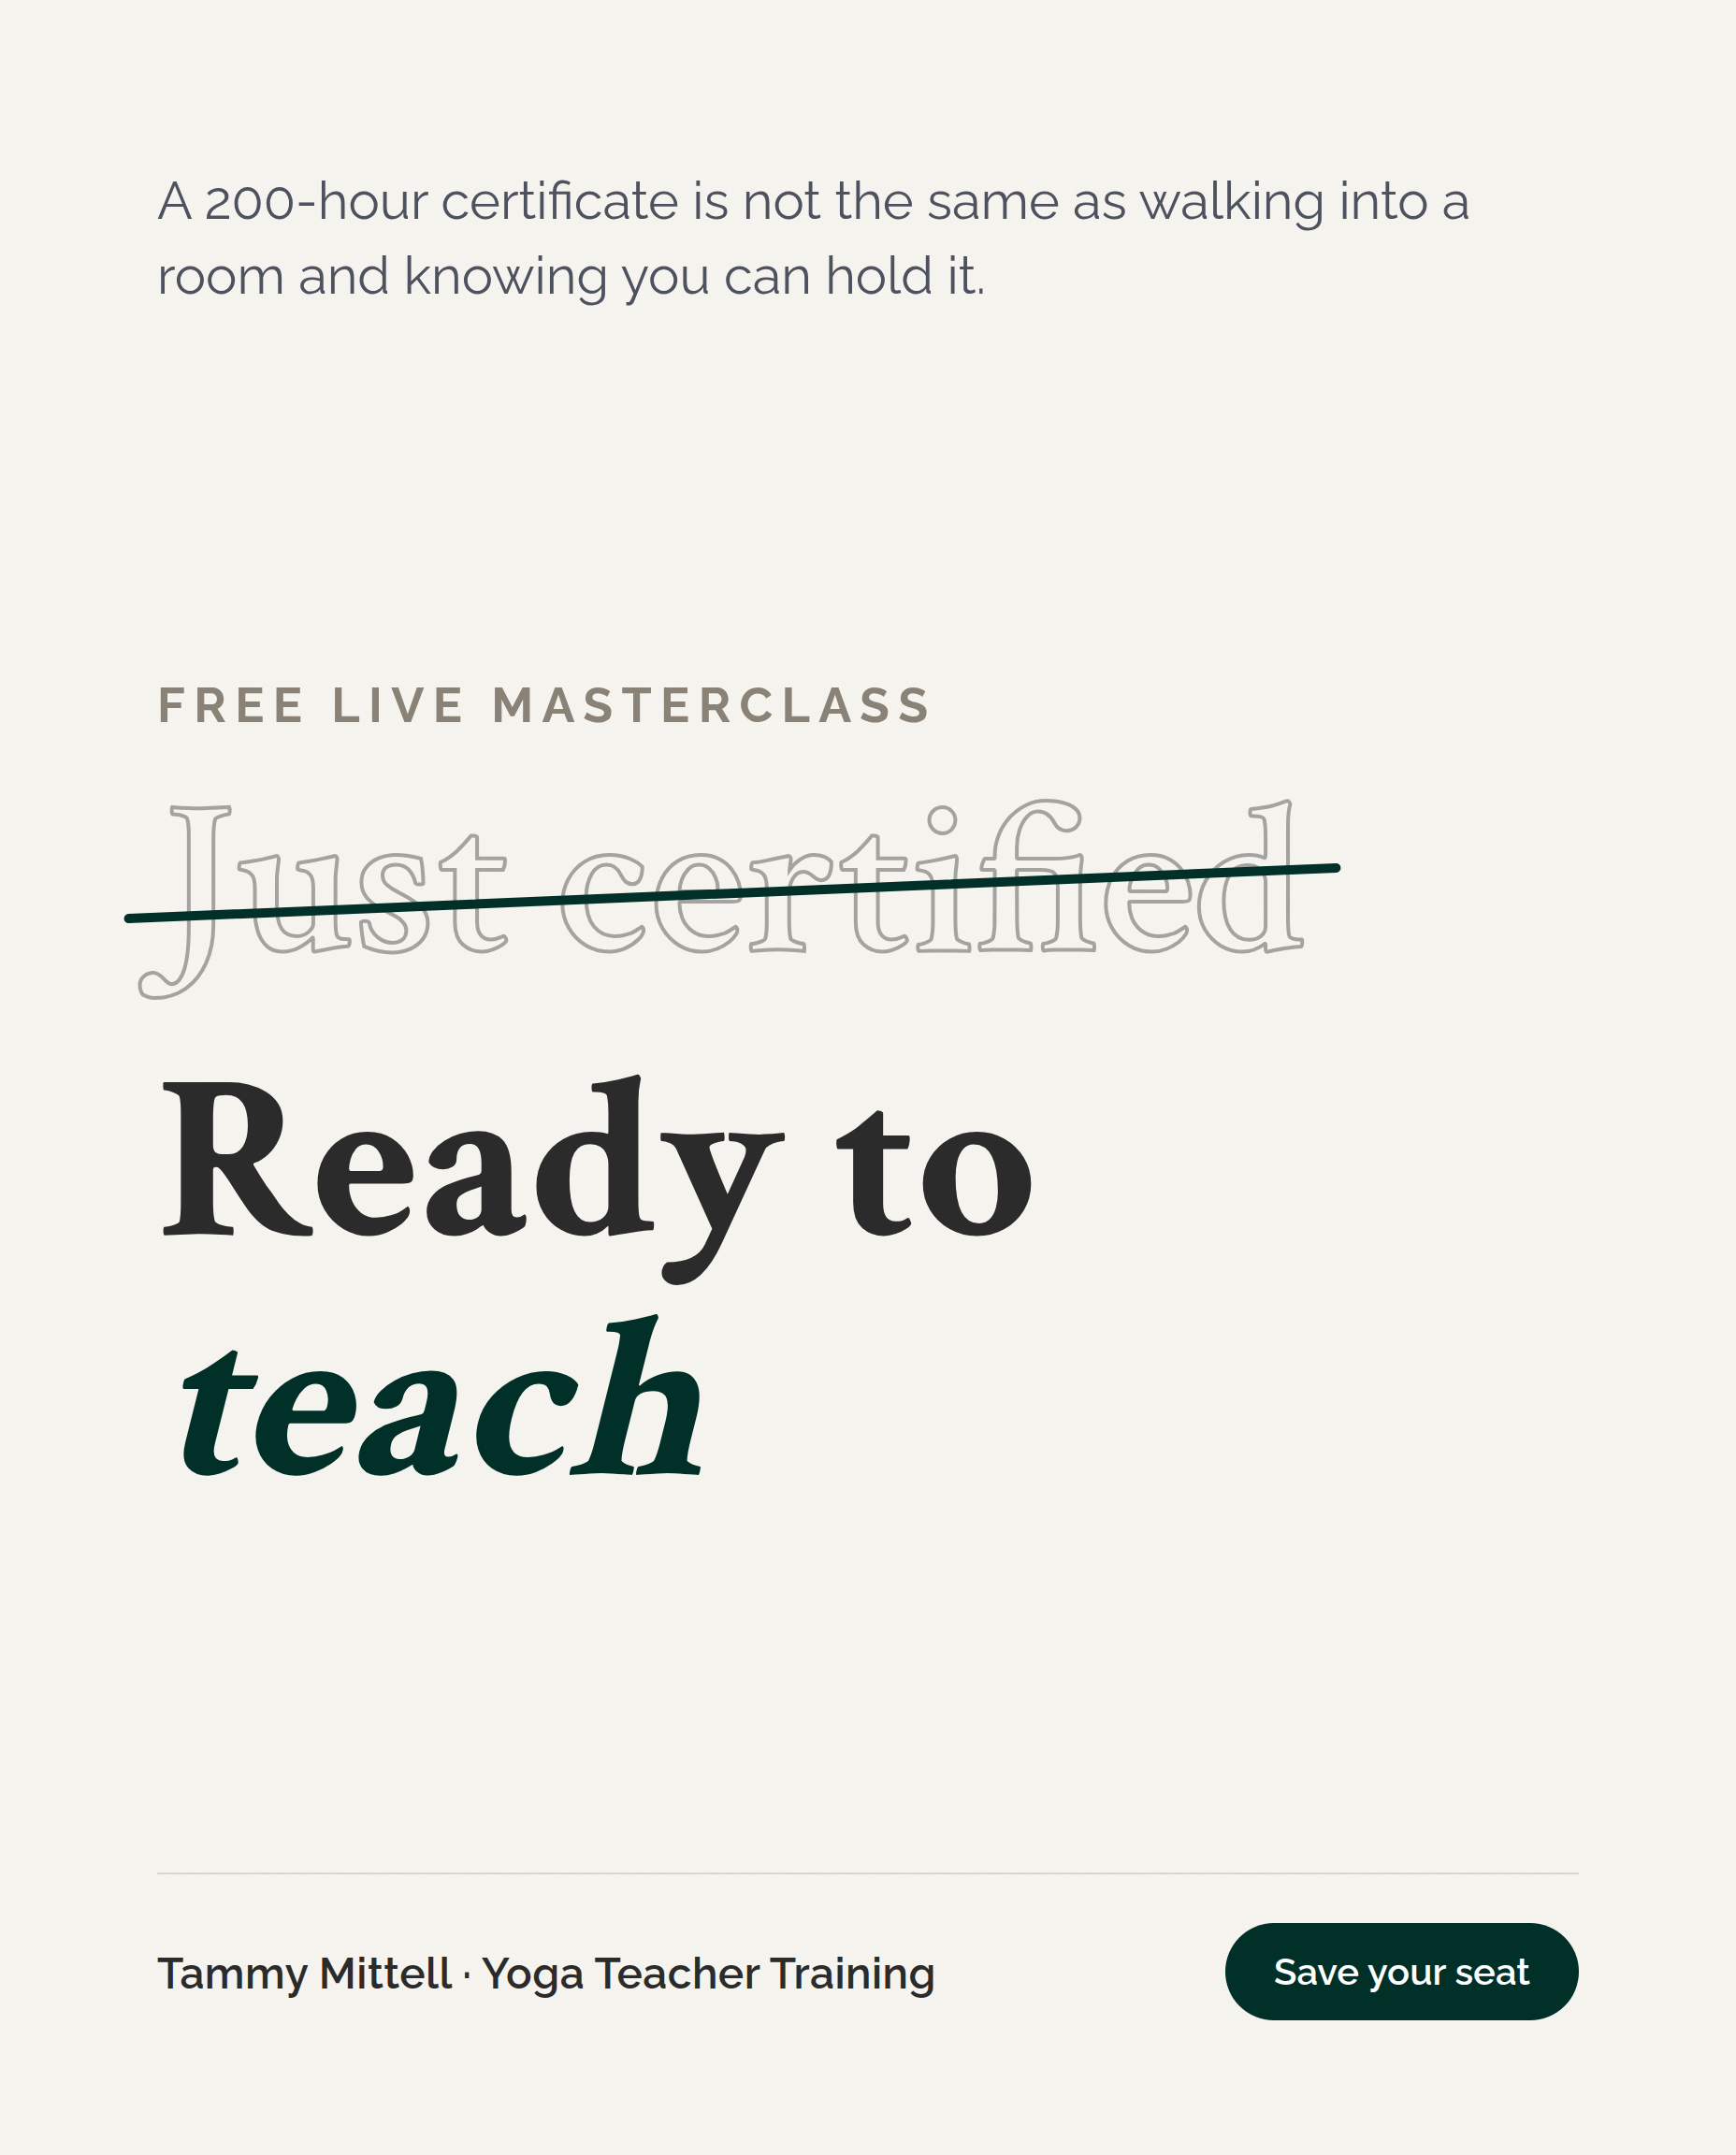 A 200-hour certificate is not the same as walking into a
room and knowing you can hold it.
FREE LIVE MASTERCLASS
Just certified
Ready to
teach
Tammy Mittell · Yoga Teacher Training
Save your seat